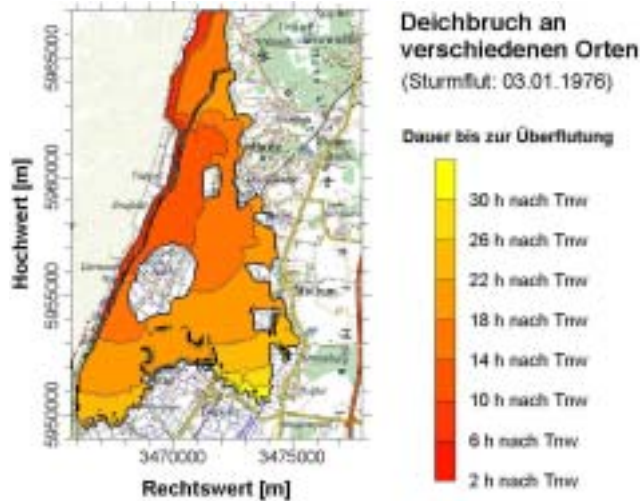 Deichbruch an
verschiedenen Orten
(Sturmflut: 03.01.1976)
Dauer bis zur Überflutung
30 h nach Tnw
26 h nach Tnw
22 h nach Tnw
18 h nach Tnw
14 h nach Tnw
10 h nach Tnw
6 h nach Tnw
2 h nach Tnw
Hochwert [m]
5965000
5960000
5955000
5950000
3470000
3475000
Rechtswert [m]